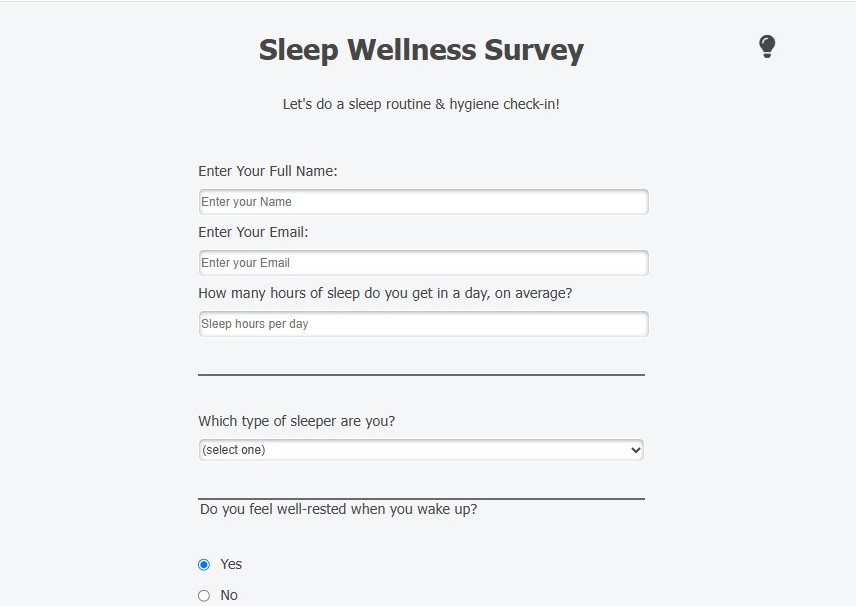 Sleep Wellness Survey
Let's do a sleep routine & hygiene check-in!
Enter Your Full Name:
Enter your Name
Enter Your Email:
Enter your Email
How many hours of sleep do you get in a day, on average?
Sleep hours per day
Which type of sleeper are you?
(select one)
Do you feel well-rested when you wake up?
Yes
No